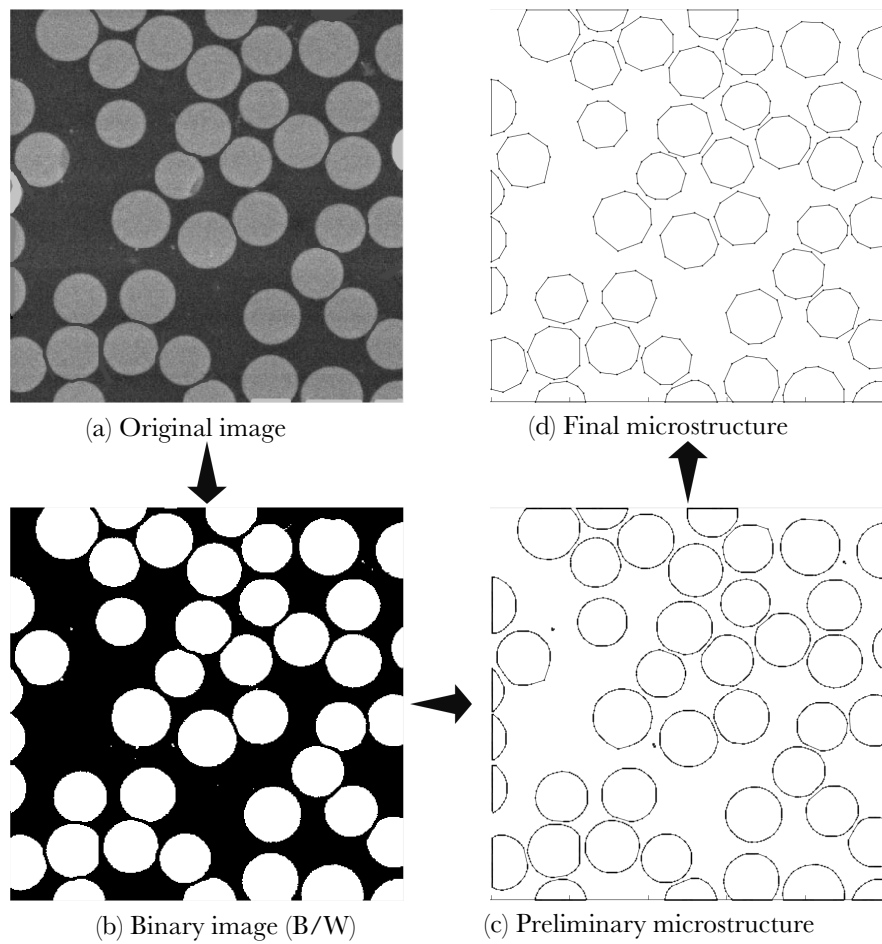 (a) Original image
(d) Final microstructure
(b) Binary image (B/W)
(c) Preliminary microstructure